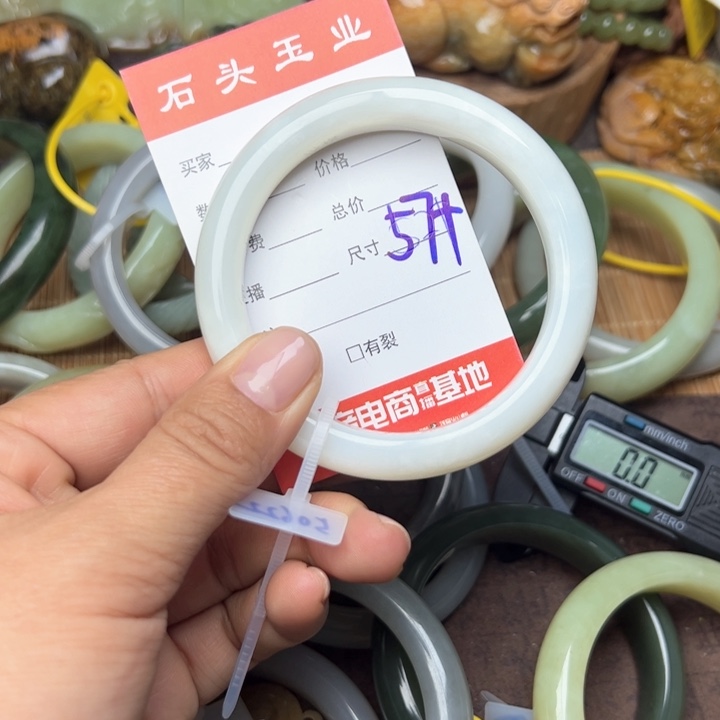 石头玉业
买家
价格
数
总价
费
尺寸 57+
播
□有裂
电商直播基地
mm/inch
0.0
OFF ON ZERO